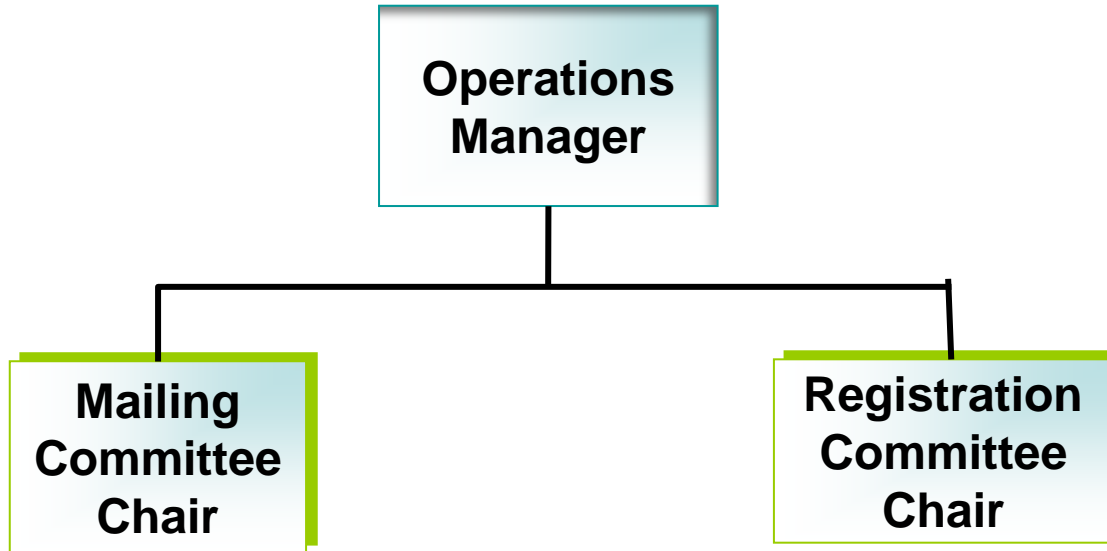 Operations
Manager
Mailing
Committee
Chair
Registration
Committee
Chair